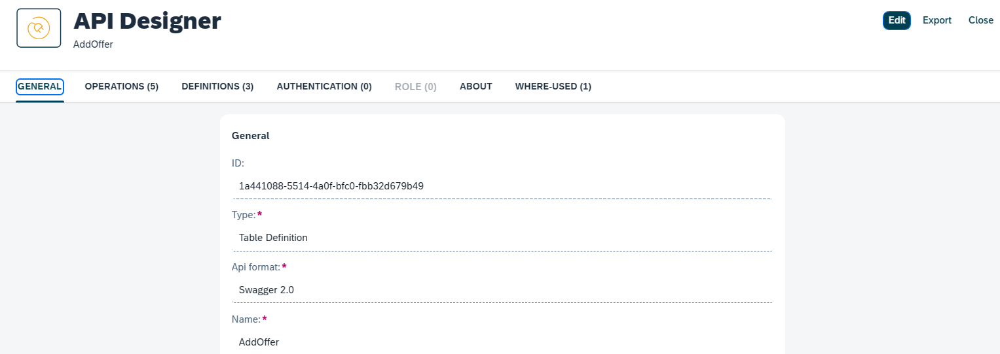 API Designer
AddOffer
Edit
Export
Close
GENERAL
OPERATIONS (5)
DEFINITIONS (3)
AUTHENTICATION (0)
ROLE (0)
ABOUT
WHERE-USED (1)
General
ID:
1a441088-5514-4a0f-bfc0-fbb32d679b49
Type:*
Table Definition
Api format:*
Swagger 2.0
Name:*
AddOffer